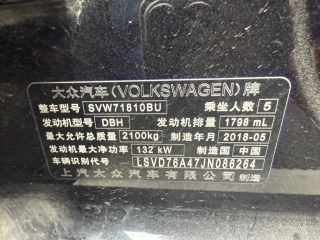 大众汽车(VOLKSWAGEN)牌
整车型号 SVW71810BU 乘坐人数 5
发动机型号 DBH 发动机排量 1798 mL
最大允许总质量 2100kg 制造年月 2018-05
发动机最大净功率 132 kW 制造国 中国
车辆识别代号 LSVD76A47JN086264
上汽大众汽车有限公司 制造